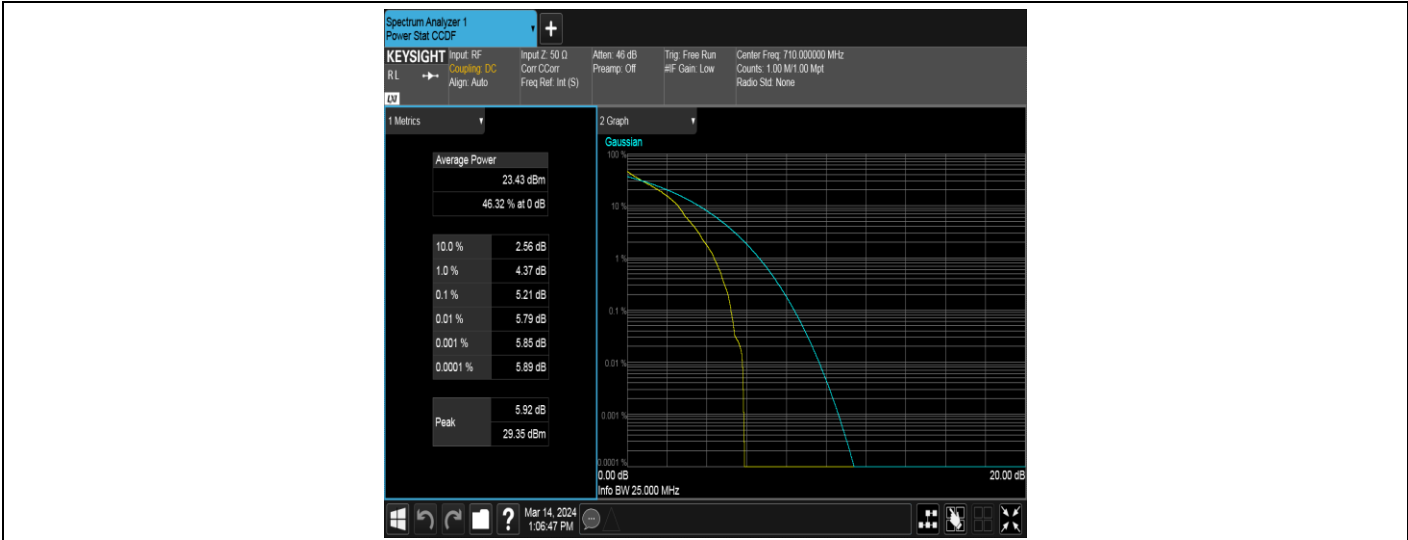 Spectrum Analyzer 1
Power Stat CCDF
+
KEYSIGHT
RL
LXI
Input: RF
Coupling: DC
Align: Auto
Input Z: 50 Ω
Corr CCorr
Freq Ref: Int (S)
Atten: 46 dB
Preamp: Off
Trig: Free Run
#IF Gain: Low
Center Freq: 710.000000 MHz
Counts: 1.00 M/1.00 Mpt
Radio Std: None
1 Metrics
Average Power
23.43 dBm
46.32 % at 0 dB
10.0 % 2.56 dB
1.0 % 4.37 dB
0.1 % 5.21 dB
0.01 % 5.79 dB
0.001 % 5.85 dB
0.0001 % 5.89 dB
Peak
5.92 dB
29.35 dBm
2 Graph
Gaussian
100 %
10 %
1 %
0.1 %
0.01 %
0.001 %
0.0001 %
0.00 dB 20.00 dB
Info BW 25.000 MHz
?
Mar 14, 2024
1:06:47 PM